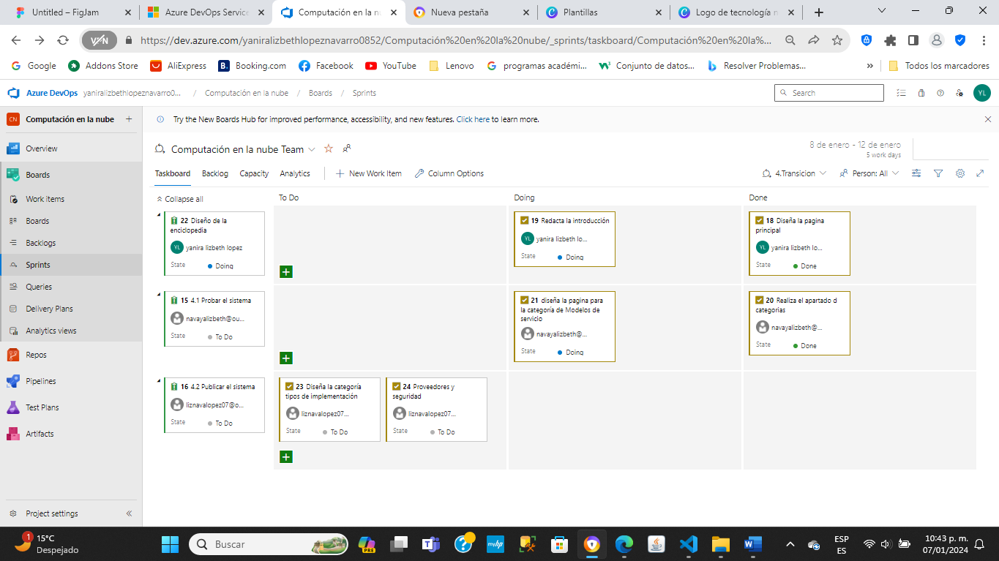 Untitled – FigJam
Azure DevOps Service
Computación en la nu
Nueva pestaña
Plantillas
Logo de tecnología n
VPN
https://dev.azure.com/yaniralizbethlopeznavarro0852/Computación%20en%20la%20nube/_sprints/taskboard/Computación%20en%20la%...
Google
Addons Store
AliExpress
Booking.com
Facebook
YouTube
Lenovo
programas académi...
Conjunto de datos...
Resolver Problemas...
»
Todos los marcadores
Azure DevOps
yaniralizbethlopeznavarro0...
/
Computación en la nube
/
Boards
/
Sprints
Search
YL
CN
Computación en la nube
Try the New Boards Hub for improved performance, accessibility, and new features. Click here to learn more.
Overview
Boards
Work items
Boards
Backlogs
Sprints
Queries
Delivery Plans
Analytics views
Repos
Pipelines
Test Plans
Artifacts
Project settings
Computación en la nube Team
8 de enero - 12 de enero
5 work days
Taskboard
Backlog
Capacity
Analytics
New Work Item
Column Options
4.Transicion
Person: All
Collapse all
To Do
Doing
Done
22 Diseño de la
enciclopedia
YL
yanira lizbeth lopez
State
Doing
19 Redacta la introducción
YL
yanira lizbeth lo...
State
Doing
18 Diseña la pagina
principal
YL
yanira lizbeth lo...
State
Done
15 4.1 Probar el sistema
navayalizbeth@ou...
State
To Do
21 diseña la pagina para
la categoría de Modelos de
servicio
navayalizbeth@...
State
Doing
20 Realiza el apartado d
categorias
navayalizbeth@...
State
Done
16 4.2 Publicar el sistema
liznavalopez07@o...
State
To Do
23 Diseña la categoría
tipos de implementación
liznavalopez07...
State
To Do
24 Proveedores y
seguridad
liznavalopez07...
State
To Do
1
15°C
Despejado
Buscar
PRE
myhp
ESP
ES
10:43 p. m.
07/01/2024